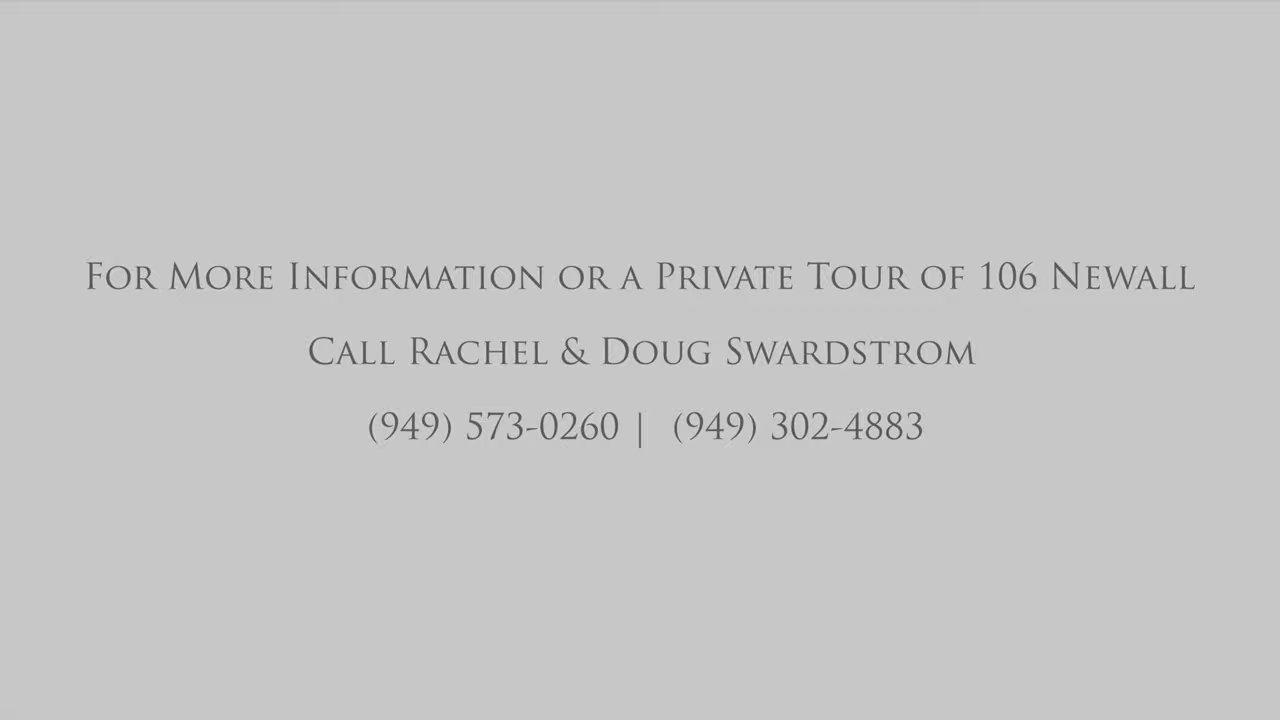 For More Information or a Private Tour of 106 Newall
Call Rachel & Doug Swardstrom
(949) 573-0260 | (949) 302-4883